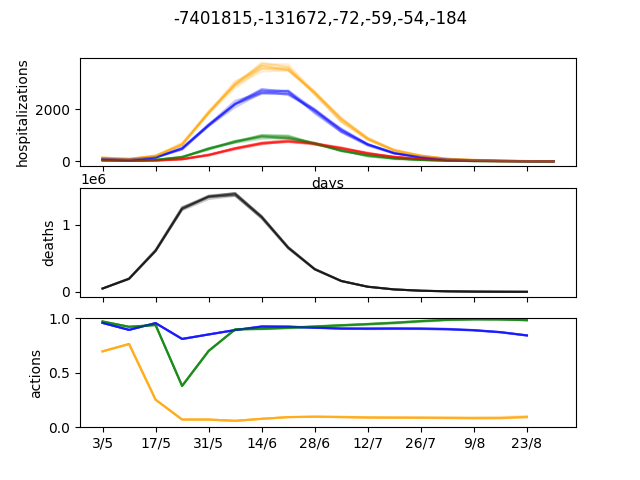 -7401815,-131672,-72,-59,-54,-184
hospitalizations
2000
0
days
1e6
deaths
1
0
actions
1.0
0.5
0.0
3/5 17/5 31/5 14/6 28/6 12/7 26/7 9/8 23/8